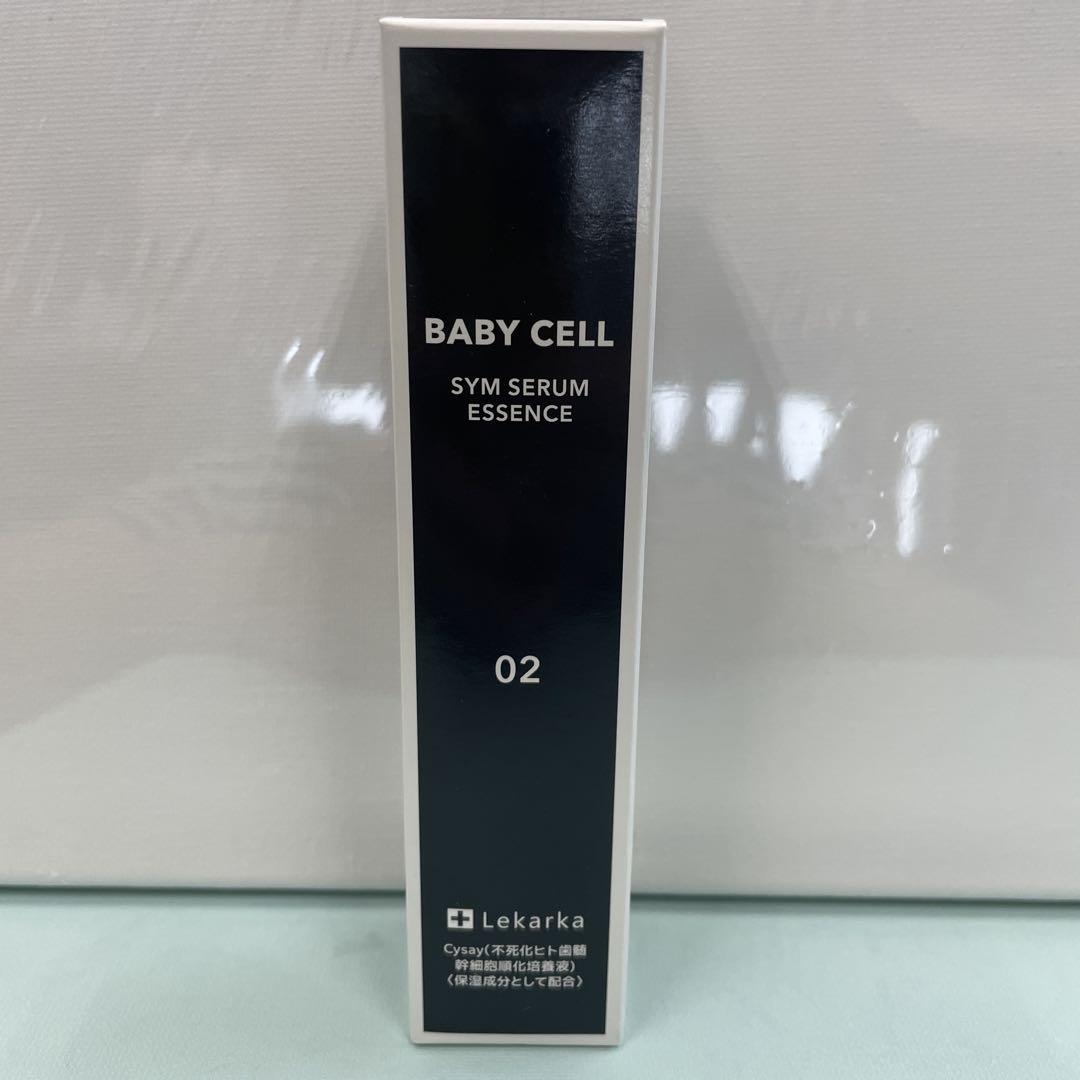 BABY CELL
SYM SERUM
ESSENCE
02
Lekarka
Cysay(不死化ヒト歯髄
幹細胞順化培養液)
〈保湿成分として配合〉